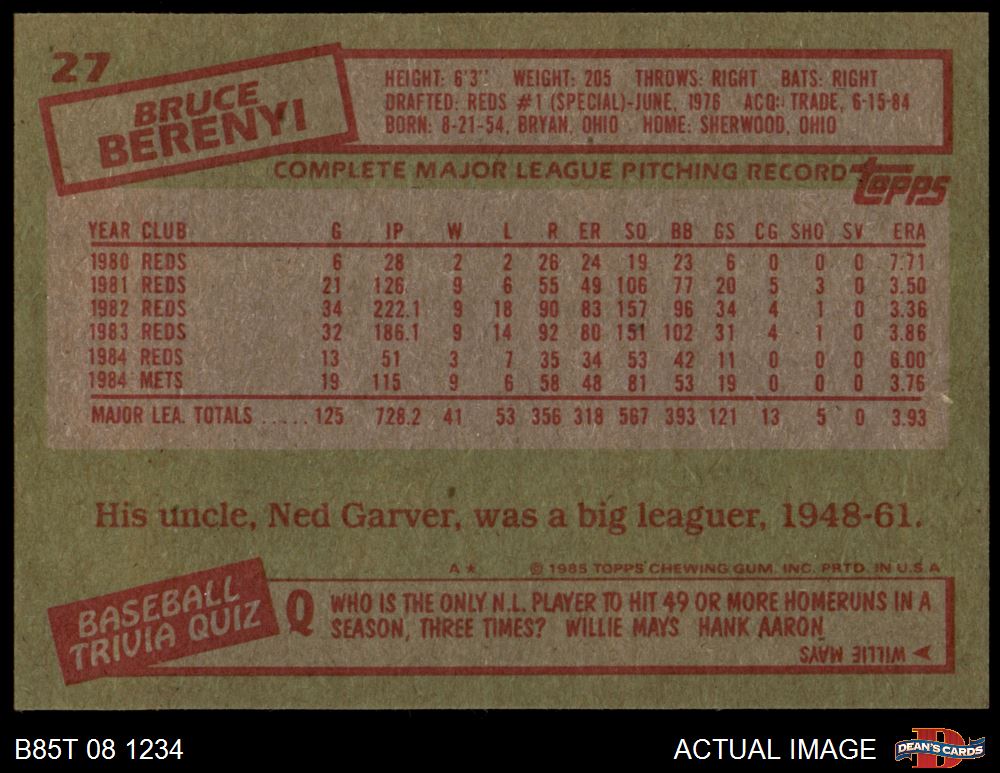 27
BRUCE
BERENYI
HEIGHT: 6'3" WEIGHT: 205 THROWS: RIGHT BATS: RIGHT
DRAFTED: REDS #1 (SPECIAL)-JUNE, 1976 ACQ: TRADE, 6-15-84
BORN: 8-21-54, BRYAN, OHIO HOME: SHERWOOD, OHIO
COMPLETE MAJOR LEAGUE PITCHING RECORD topps
YEAR CLUB G IP W L R ER SO BB GS CG SHO SV ERA
1980 REDS 6 28 2 2 26 24 19 23 6 0 0 0 7.71
1981 REDS 21 126 9 6 55 49 106 77 20 5 3 0 3.50
1982 REDS 34 222.1 9 18 90 83 157 96 34 4 1 0 3.36
1983 REDS 32 186.1 9 14 92 80 151 102 31 4 1 0 3.86
1984 REDS 13 51 3 7 35 34 53 42 11 0 0 0 6.00
1984 METS 19 115 9 6 58 48 81 53 19 0 0 0 3.76
MAJOR LEA. TOTALS ..... 125 728.2 41 53 356 318 567 393 121 13 5 0 3.93
His uncle, Ned Garver, was a big leaguer, 1948-61.
A★ © 1985 TOPPS CHEWING GUM, INC. PRTD. IN U.S.A
BASEBALL
TRIVIA QUIZ
Q WHO IS THE ONLY N.L. PLAYER TO HIT 49 OR MORE HOMERUNS IN A
SEASON, THREE TIMES? WILLIE MAYS HANK AARON
WILLIE MAYS
B85T 08 1234
ACTUAL IMAGE
D
DEAN'S CARDS